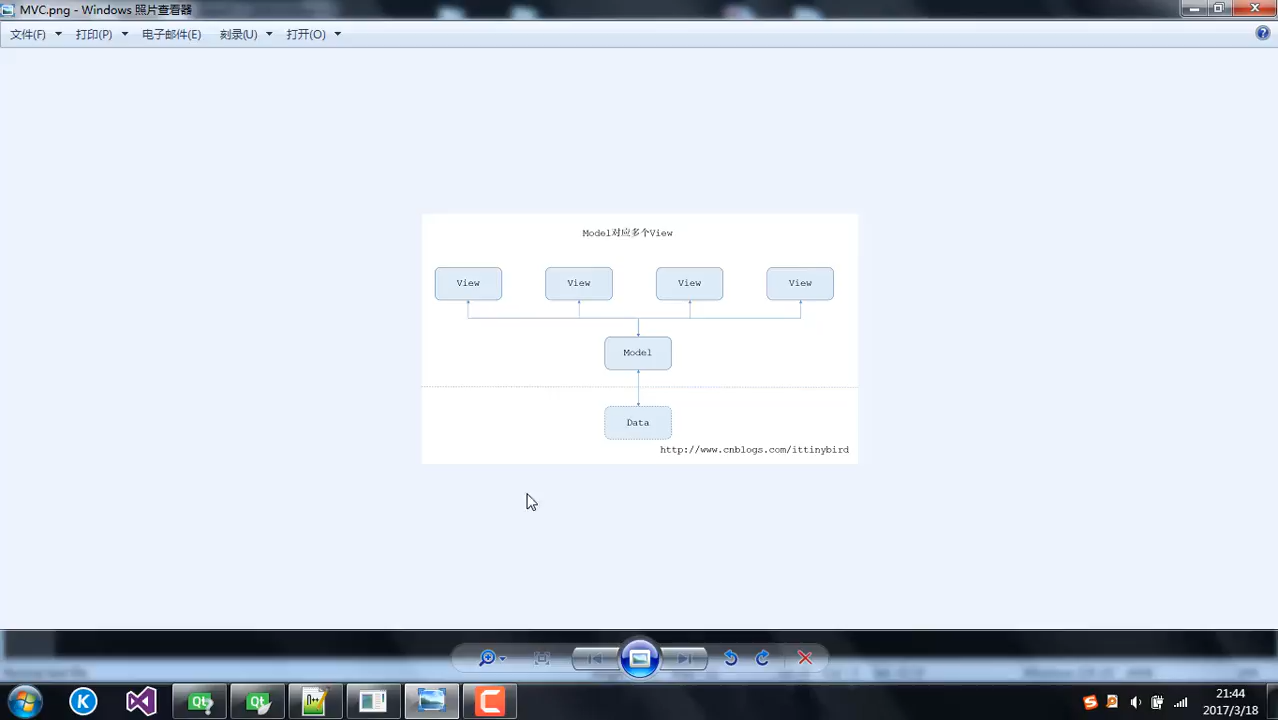 MVC.png - Windows 照片查看器
文件(F) 打印(P) 电子邮件(E) 刻录(U) 打开(O)
Model对应多个View
View View View View
Model
Data
http://www.cnblogs.com/ittinybird
21:44
2017/3/18